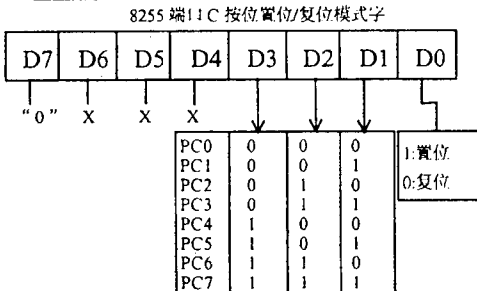 8255 端口C 按位置位/复位模式字
D7 D6 D5 D4 D3 D2 D1 D0
“0” X X X
PC0 0 0 0
PC1 0 0 1
PC2 0 1 0
PC3 0 1 1
PC4 1 0 0
PC5 1 0 1
PC6 1 1 0
PC7 1 1 1
1:置位
0:复位